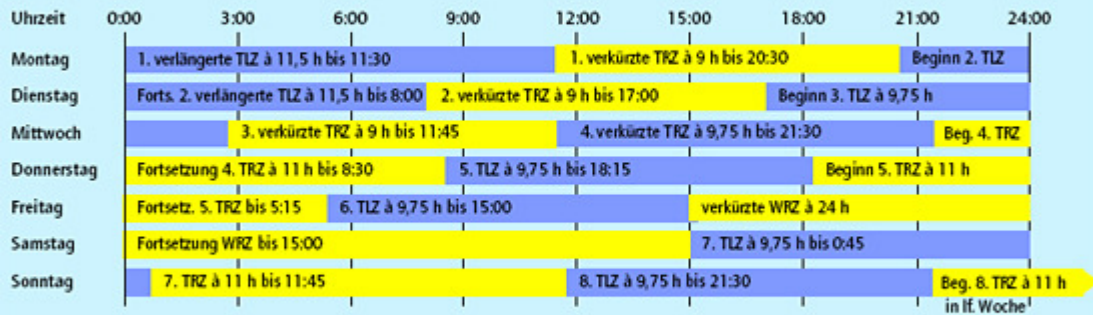 Uhrzeit 0:00 3:00 6:00 9:00 12:00 15:00 18:00 21:00 24:00
Montag 1. verlängerte TLZ à 11,5 h bis 11:30 1. verkürzte TRZ à 9 h bis 20:30 Beginn 2. TLZ
Dienstag Forts. 2. verlängerte TLZ à 11,5 h bis 8:00 2. verkürzte TRZ à 9 h bis 17:00 Beginn 3. TLZ à 9,75 h
Mittwoch 3. verkürzte TRZ à 9 h bis 11:45 4. verkürzte TRZ à 9,75 h bis 21:30 Beg. 4. TRZ
Donnerstag Fortsetzung 4. TRZ à 11 h bis 8:30 5. TLZ à 9,75 h bis 18:15 Beginn 5. TRZ à 11 h
Freitag Fortsetz. 5. TRZ bis 5:15 6. TLZ à 9,75 h bis 15:00 verkürzte WRZ à 24 h
Samstag Fortsetzung WRZ bis 15:00 7. TLZ à 9,75 h bis 0:45
Sonntag 7. TRZ à 11 h bis 11:45 8. TLZ à 9,75 h bis 21:30 Beg. 8. TRZ à 11 h
in lf. Woche